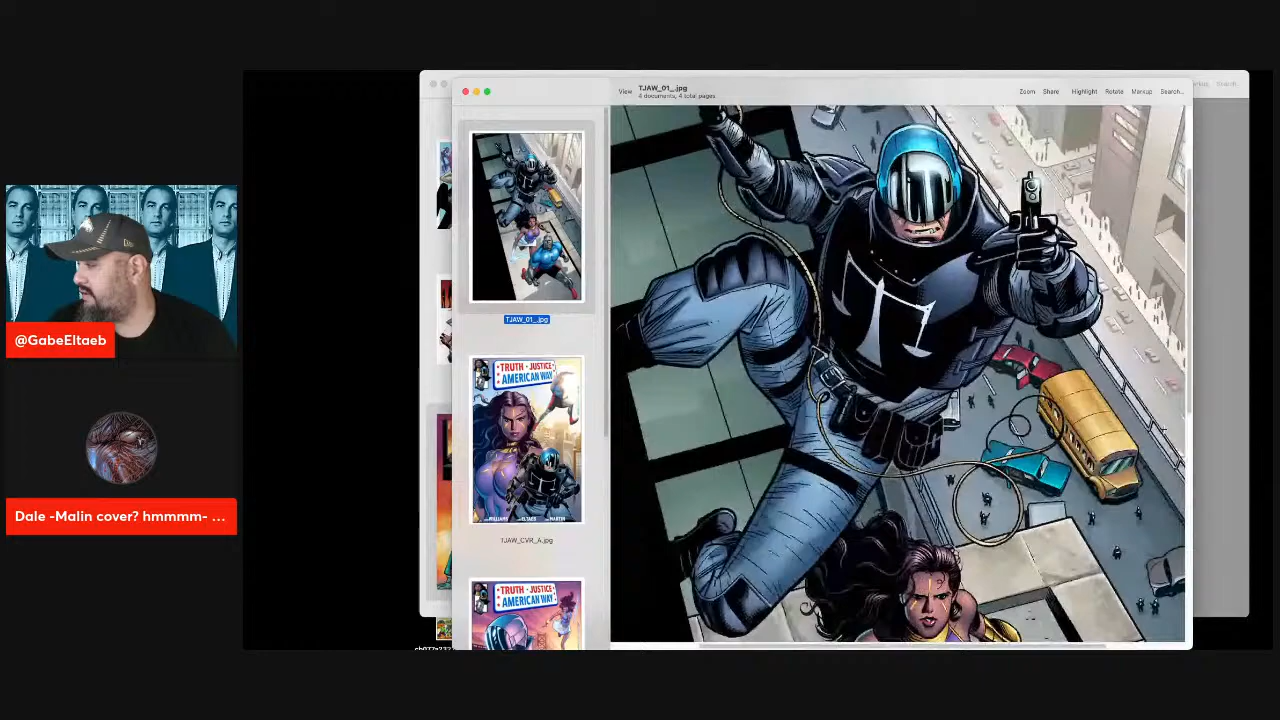 View
TJAW_01_.jpg
4 documents, 4 total pages
Zoom
Share
Highlight
Rotate
Markup
Search...
Search
TJAW_01_.jpg
TRUTH JUSTICE
AMERICAN WAY
TJAW_CVR_A.jpg
TRUTH JUSTICE
AMERICAN WAY
@GabeEltaeb
Dale -Malin cover? hmmmm- ...